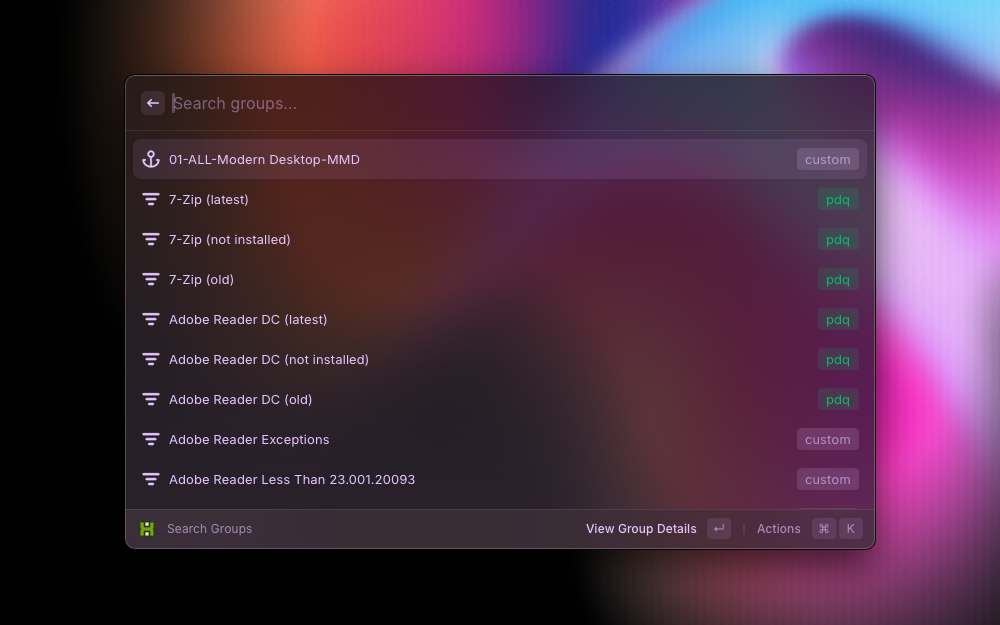 Search groups...
01-ALL-Modern Desktop-MMD custom
7-Zip (latest) pdq
7-Zip (not installed) pdq
7-Zip (old) pdq
Adobe Reader DC (latest) pdq
Adobe Reader DC (not installed) pdq
Adobe Reader DC (old) pdq
Adobe Reader Exceptions custom
Adobe Reader Less Than 23.001.20093 custom
Search Groups View Group Details ↵ Actions ⌘ K